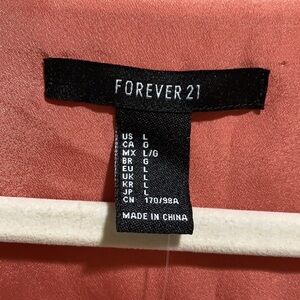 FOREVER 21
US L
CA G
MX L/G
BR G
EU L
UK L
KR L
JP L
CN 170/98A
MADE IN CHINA